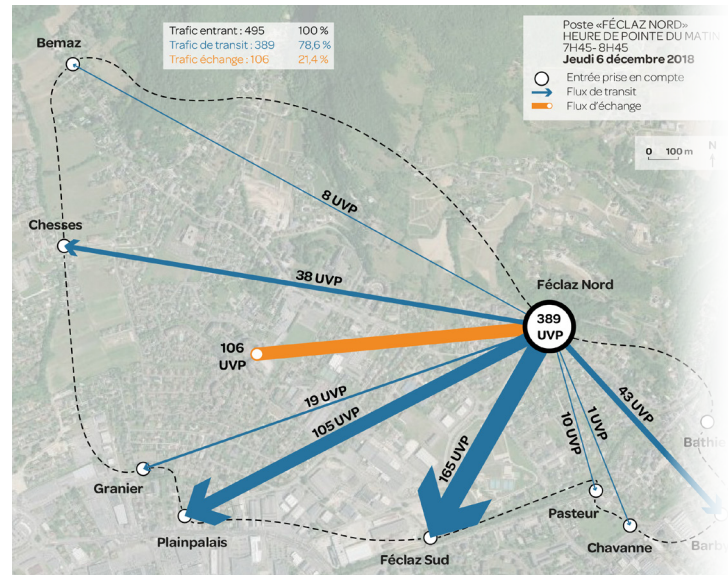 Trafic entrant : 495 100 %
Trafic de transit : 389 78,6 %
Trafic échange : 106 21,4 %
Poste «FÉCLAZ NORD»
HEURE DE POINTE DU MATIN
7H45- 8H45
Jeudi 6 décembre 2018
Entrée prise en compte
Flux de transit
Flux d'échange
0 100 m
N
Bemaz
8 UVP
Chesses
38 UVP
Féclaz Nord
389
UVP
106
UVP
19 UVP
105 UVP
165 UVP
10 UVP
1 UVP
43 UVP
Granier
Plainpalais
Féclaz Sud
Pasteur
Chavanne